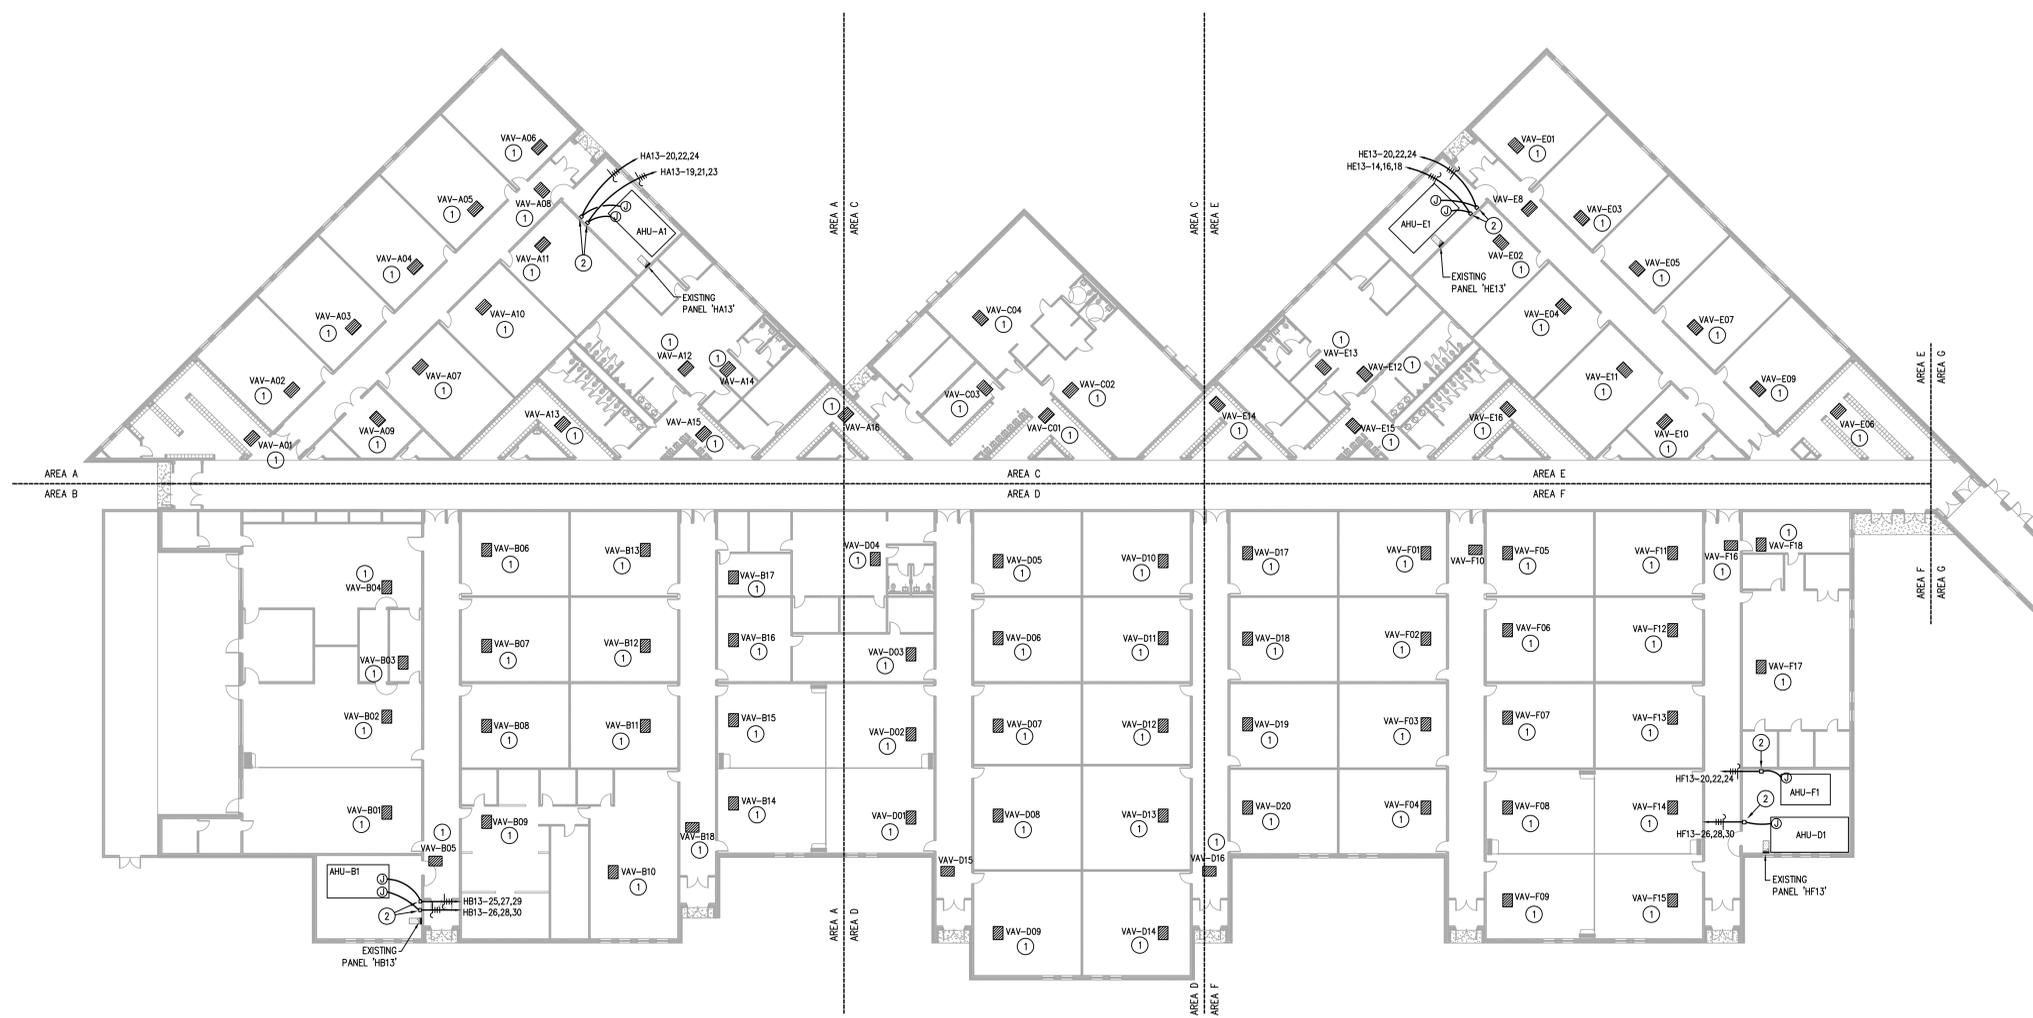 VAV-A06
1
HA13-20,22,24
HA13-19,21,23
VAV-A05
1
VAV-A08
1
J
J
AHU-A1
VAV-A11
1
2
VAV-A04
1
EXISTING
PANEL 'HA13'
VAV-A03
1
VAV-A10
1
VAV-A02
1
VAV-A07
1
1
VAV-A12
1
VAV-A14
VAV-A01
1
VAV-A09
1
VAV-A13
1
VAV-A15
1
1
VAV-A16
AREA A
AREA C
VAV-C04
1
VAV-C03
1
VAV-C02
1
VAV-C01
1
AREA C
AREA E
HE13-20,22,24
HE13-14,16,18
VAV-E01
1
VAV-E8
VAV-E03
1
J
J
AHU-E1
2
VAV-E02
1
VAV-E05
1
EXISTING
PANEL 'HE13'
VAV-E04
1
VAV-E07
1
1
VAV-E13
VAV-E12
1
VAV-E11
1
VAV-E09
1
VAV-E14
1
VAV-E15
1
VAV-E16
1
VAV-E10
1
VAV-E06
1
AREA E
AREA G
AREA A
AREA B
AREA C
AREA D
AREA E
AREA F
AREA F
AREA G
1
VAV-B04
VAV-B03
1
VAV-B02
1
VAV-B01
1
1
VAV-B05
AHU-B1
J
J
2
HB13-25,27,29
HB13-26,28,30
EXISTING
PANEL 'HB13'
VAV-B06
1
VAV-B13
1
VAV-B07
1
VAV-B12
1
VAV-B08
1
VAV-B11
1
VAV-B09
1
VAV-B10
1
VAV-B18
1
VAV-B17
1
VAV-B16
1
VAV-B15
1
VAV-B14
1
VAV-D04
1
VAV-D03
1
VAV-D02
1
VAV-D01
1
AREA A
AREA D
VAV-D15
VAV-D05
1
VAV-D10
1
VAV-D06
1
VAV-D11
1
VAV-D07
1
VAV-D12
1
VAV-D08
1
VAV-D13
1
VAV-D09
1
VAV-D14
1
1
VAV-D16
AREA D
AREA F
VAV-D17
1
VAV-F01
1
VAV-D18
1
VAV-F02
1
VAV-D19
1
VAV-F03
1
VAV-D20
1
VAV-F04
1
VAV-F10
VAV-F05
1
VAV-F11
1
VAV-F06
1
VAV-F12
1
VAV-F07
1
VAV-F13
1
VAV-F08
1
VAV-F14
1
VAV-F09
1
VAV-F15
1
VAV-F16
1
1
VAV-F18
VAV-F17
1
2
HF13-20,22,24
J
AHU-F1
2
HF13-26,28,30
J
AHU-D1
EXISTING
PANEL 'HF13'